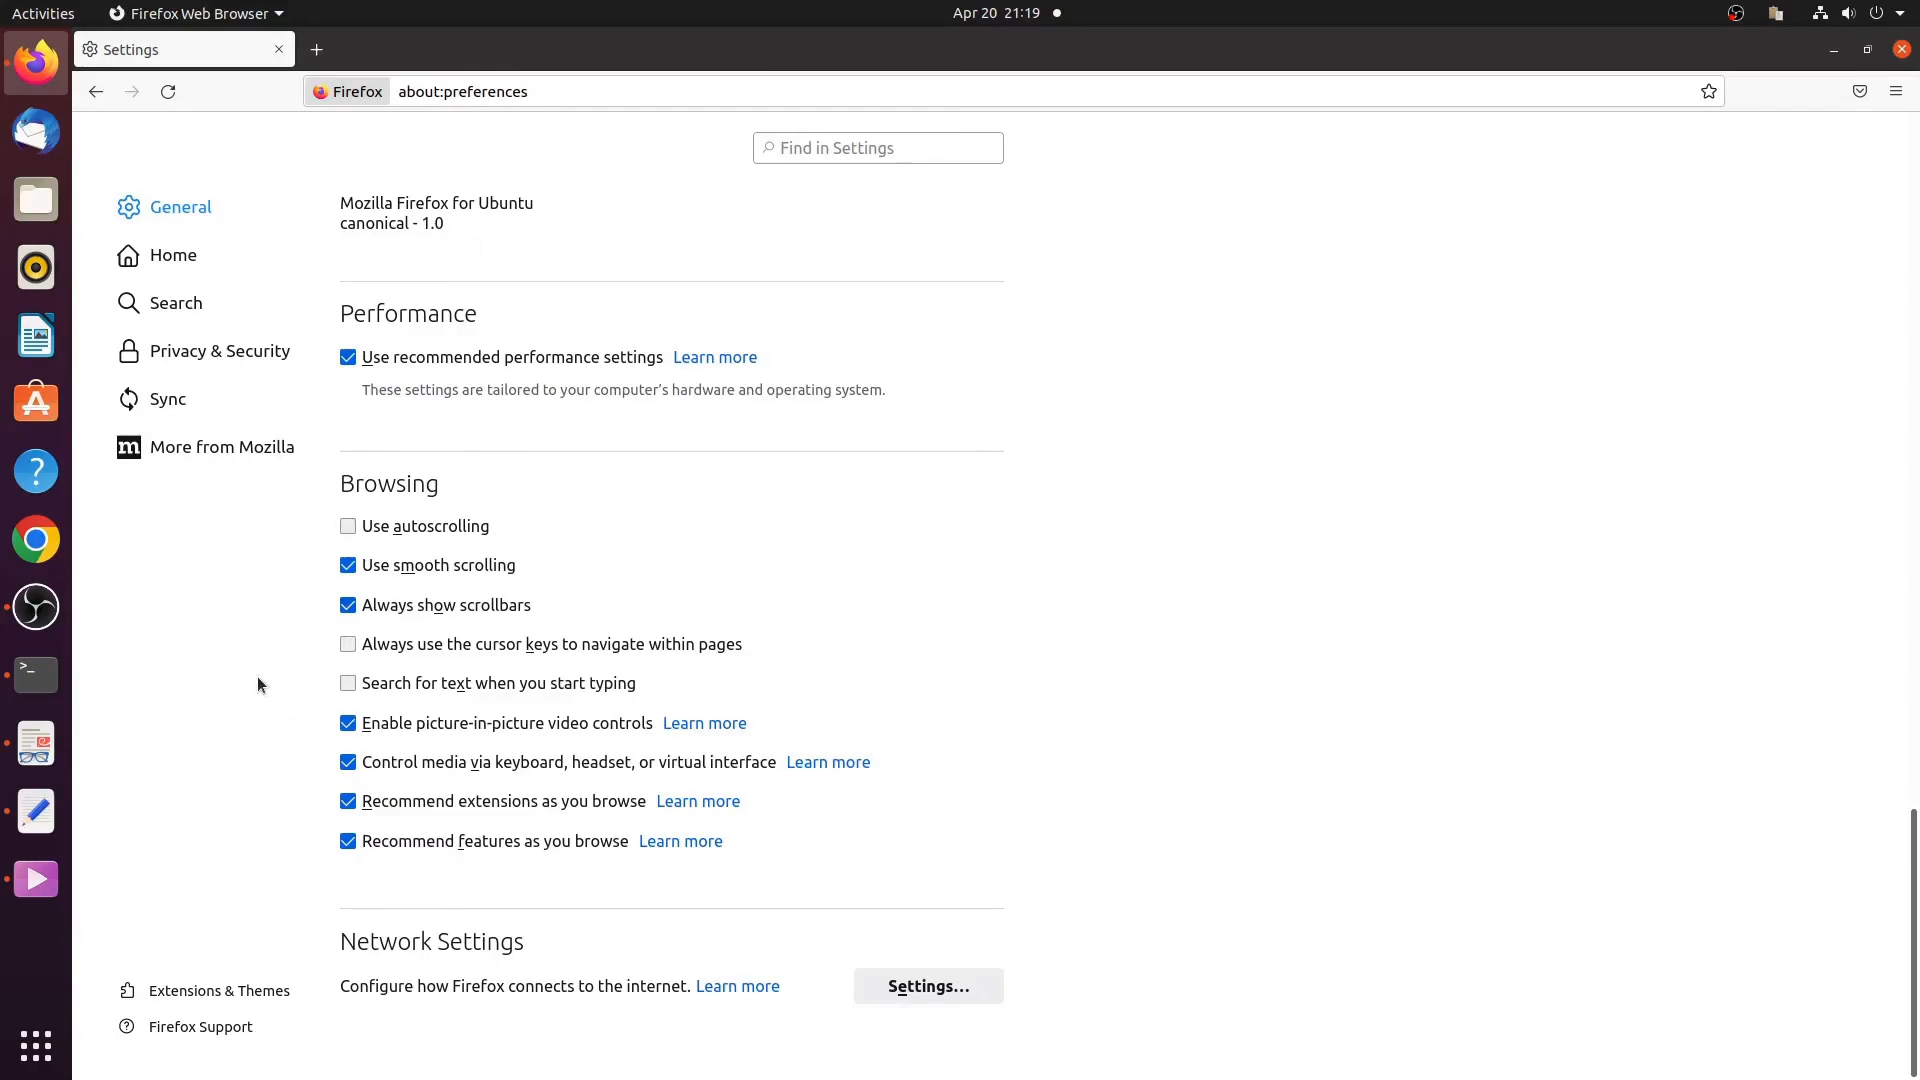 Activities
Firefox Web Browser
Apr 20 21:19
Settings
Firefox
about:preferences
Find in Settings
General
Home
Search
Privacy & Security
Sync
More from Mozilla
Mozilla Firefox for Ubuntu
canonical - 1.0
Performance
Use recommended performance settings Learn more
These settings are tailored to your computer’s hardware and operating system.
Browsing
Use autoscrolling
Use smooth scrolling
Always show scrollbars
Always use the cursor keys to navigate within pages
Search for text when you start typing
Enable picture-in-picture video controls Learn more
Control media via keyboard, headset, or virtual interface Learn more
Recommend extensions as you browse Learn more
Recommend features as you browse Learn more
Network Settings
Configure how Firefox connects to the internet. Learn more
Settings...
Extensions & Themes
Firefox Support